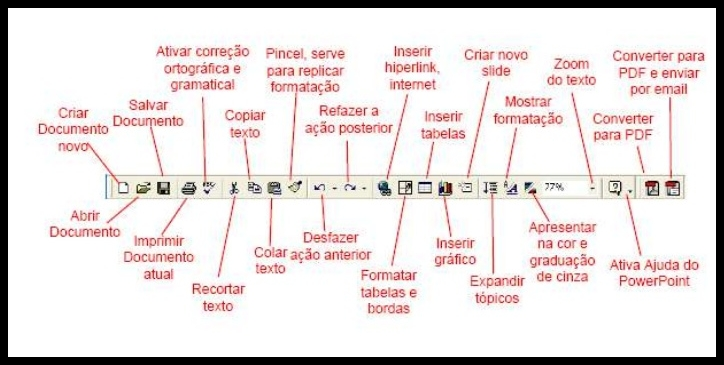 Ativar correção
ortográfica e
gramatical
Pincel, serve
para replicar
formatação
Inserir
hiperlink,
internet
Criar novo
slide
Zoom
do texto
Converter para
PDF e enviar
por email
Criar
Documento
novo
Salvar
Documento
Copiar
texto
Refazer a
ação posterior
Inserir
tabelas
Mostrar
formatação
Converter
para PDF
77%
Abrir
Documento
Imprimir
Documento
atual
Recortar
texto
Colar
texto
Desfazer
ação anterior
Formatar
tabelas e
bordas
Inserir
gráfico
Expandir
tópicos
Apresentar
na cor e
graduação
de cinza
Ativa Ajuda do
PowerPoint